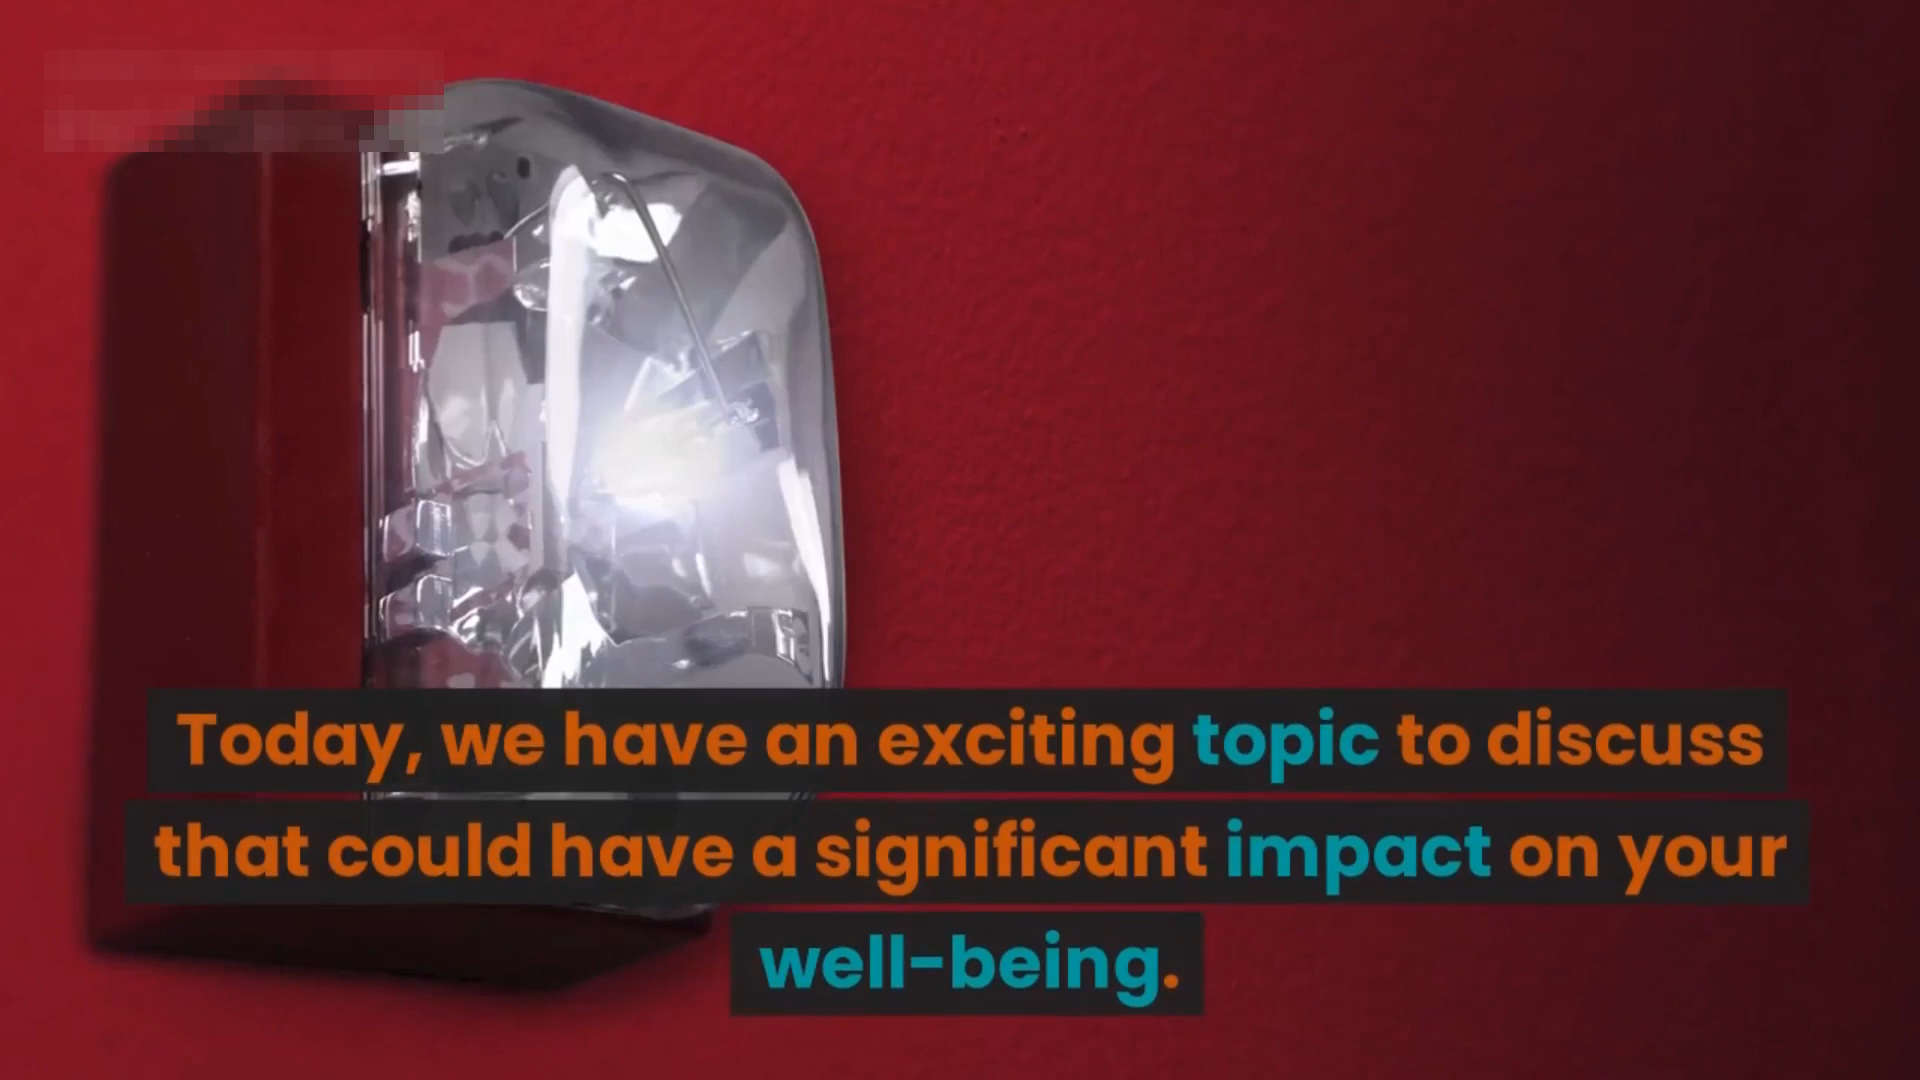 Today, we have an exciting topic to discuss
that could have a significant impact on your
well-being.